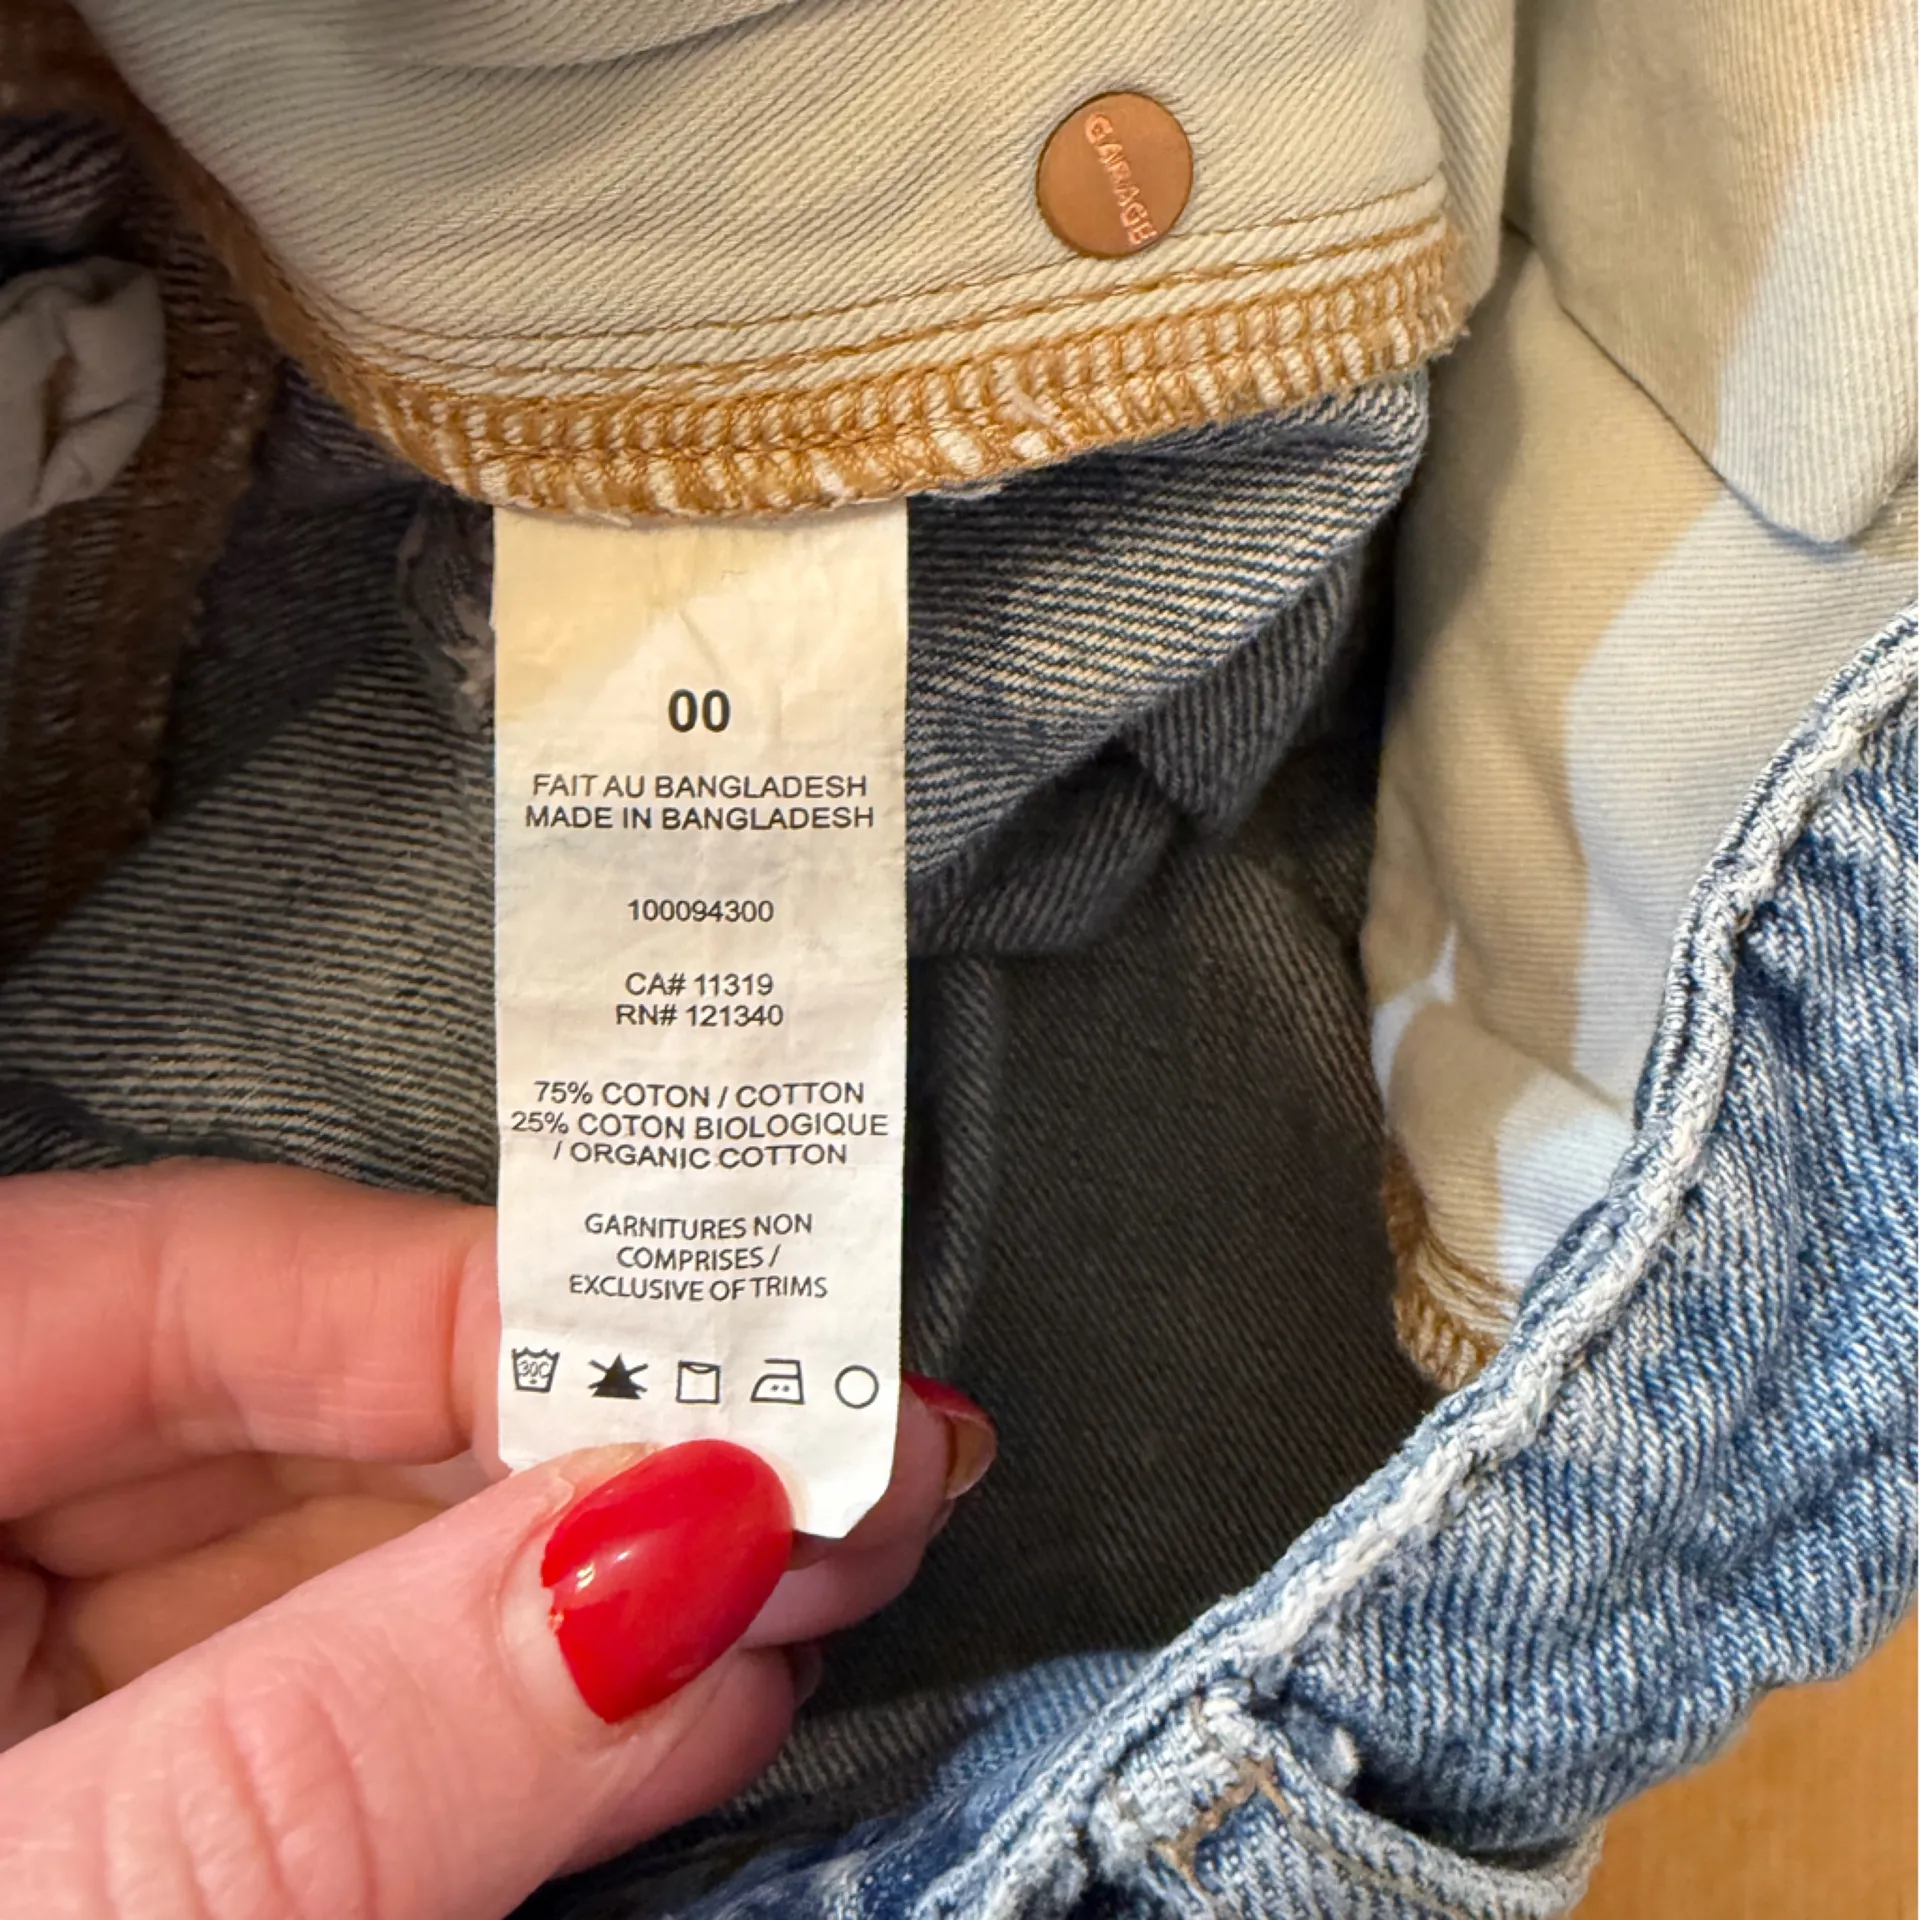 GARAGE
00
FAIT AU BANGLADESH
MADE IN BANGLADESH
100094300
CA# 11319
RN# 121340
75% COTON / COTTON
25% COTON BIOLOGIQUE
/ ORGANIC COTTON
GARNITURES NON
COMPRISES /
EXCLUSIVE OF TRIMS
30C